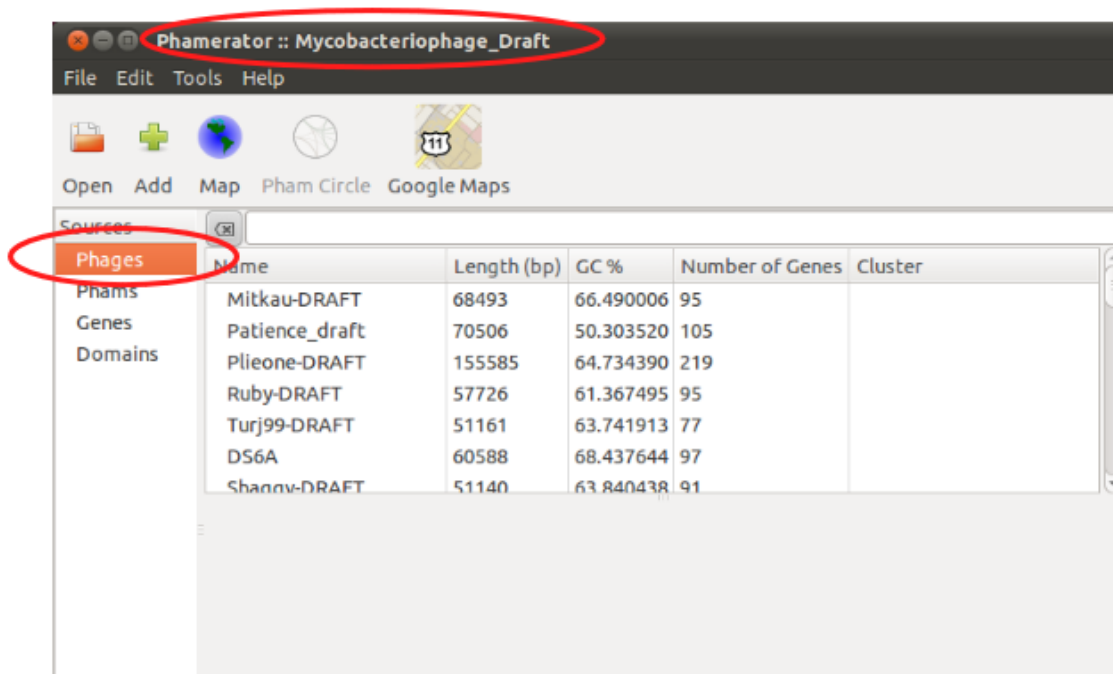 Phamerator :: Mycobacteriophage_Draft
File Edit Tools Help
11
Open Add Map Pham Circle Google Maps
Sources
Phages
Phams
Genes
Domains
Name Length (bp) GC % Number of Genes Cluster
Mitkau-DRAFT 68493 66.490006 95
Patience_draft 70506 50.303520 105
Plieone-DRAFT 155585 64.734390 219
Ruby-DRAFT 57726 61.367495 95
Turj99-DRAFT 51161 63.741913 77
DS6A 60588 68.437644 97
Shaggy-DRAFT 51140 63.840438 91